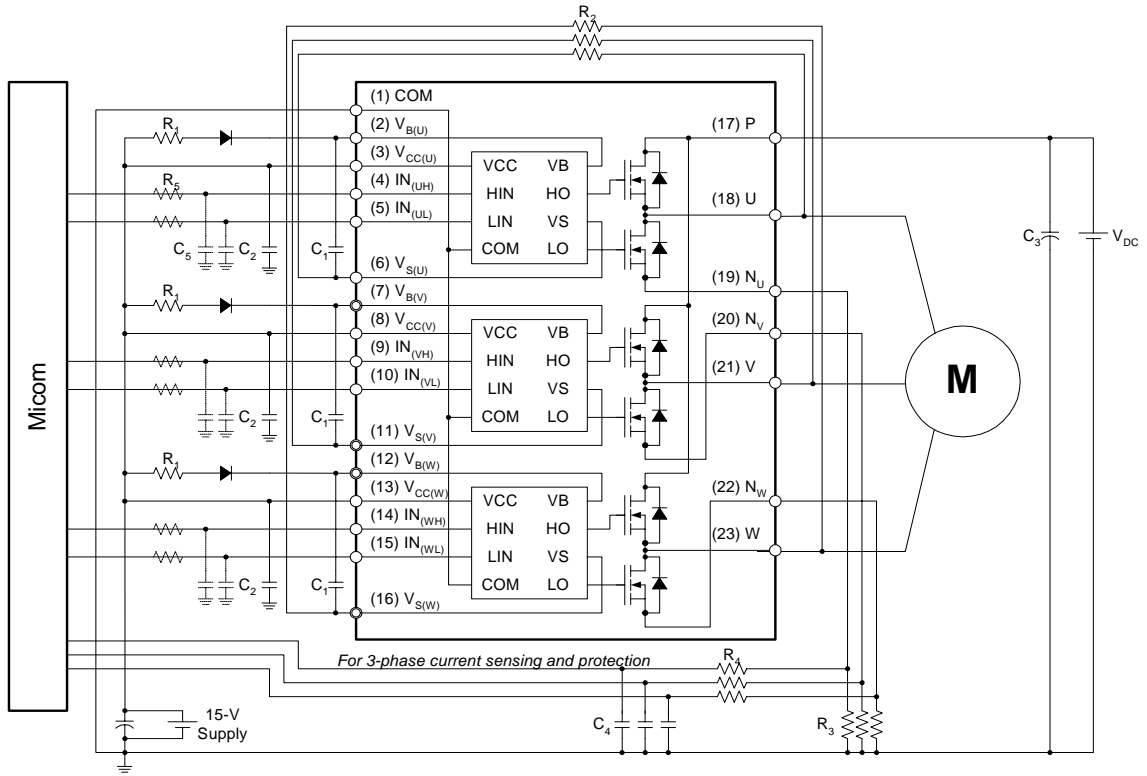 Micom
R2
(1) COM
R1
(2) VB(U)
(3) VCC(U)
R5
(4) IN(UH)
(5) IN(UL)
C5
C2
C1
(6) VS(U)
VCC VB
HIN HO
LIN VS
COM LO
(17) P
(18) U
(19) NU
R1
(7) VB(V)
(8) VCC(V)
(9) IN(VH)
(10) IN(VL)
C2
C1
(11) VS(V)
VCC VB
HIN HO
LIN VS
COM LO
(20) NV
(21) V
R1
(12) VB(W)
(13) VCC(W)
(14) IN(WH)
(15) IN(WL)
C2
C1
(16) VS(W)
VCC VB
HIN HO
LIN VS
COM LO
(22) NW
(23) W
M
C3
VDC
For 3-phase current sensing and protection
R4
15-V
Supply
C4
R3